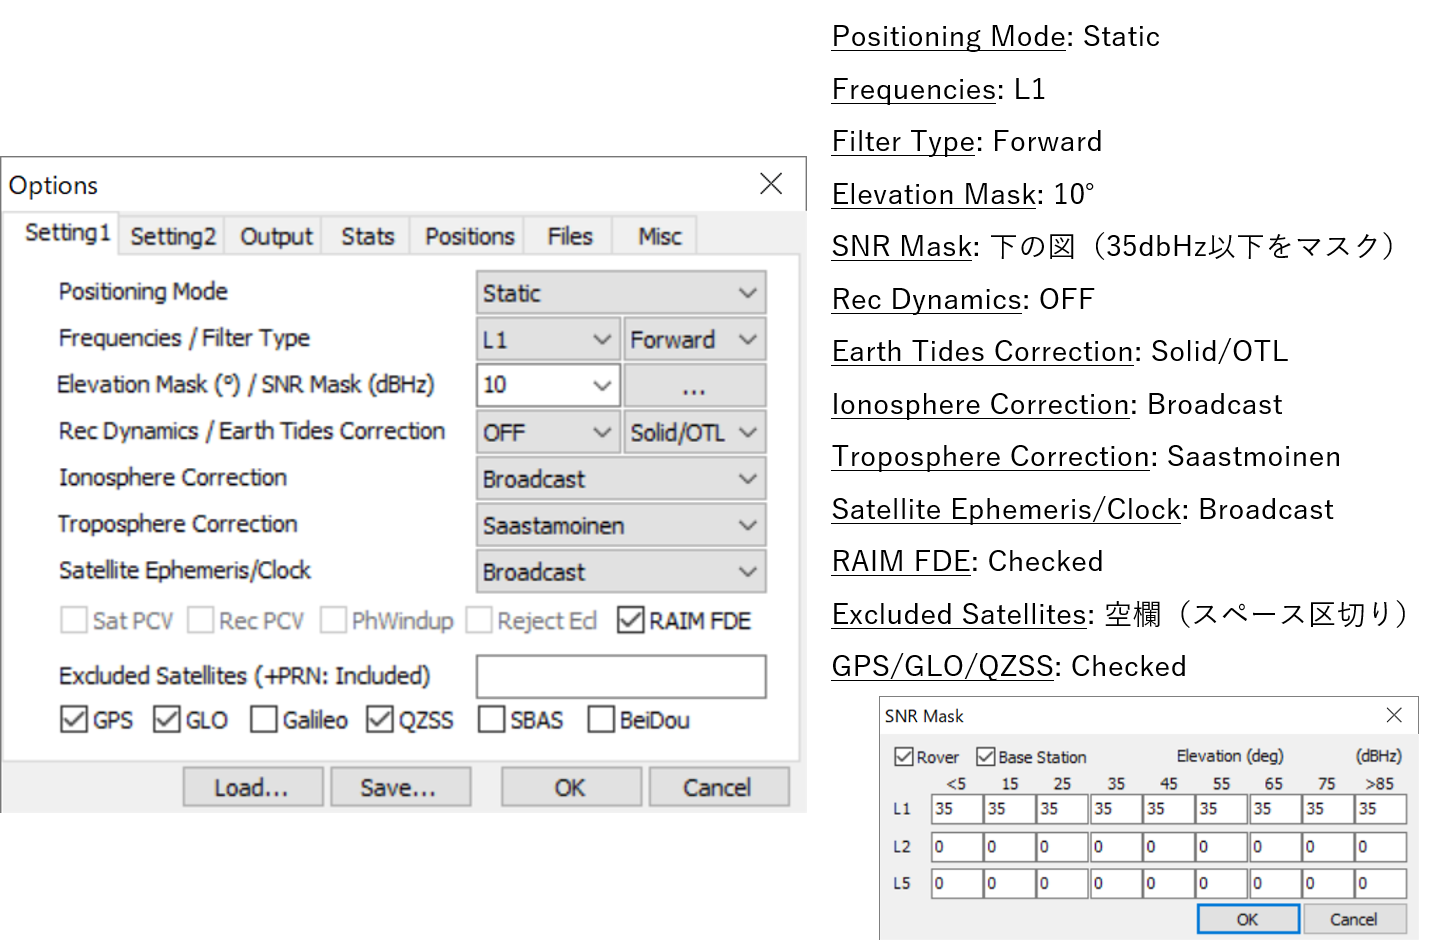 Options
Setting1 Setting2 Output Stats Positions Files Misc
Positioning Mode Static
Frequencies / Filter Type L1 Forward
Elevation Mask (°) / SNR Mask (dBHz) 10 ...
Rec Dynamics / Earth Tides Correction OFF Solid/OTL
Ionosphere Correction Broadcast
Troposphere Correction Saastamoinen
Satellite Ephemeris/Clock Broadcast
Sat PCV Rec PCV PhWindup Reject Ecl RAIM FDE
Excluded Satellites (+PRN: Included)
GPS GLO Galileo QZSS SBAS BeiDou
Load... Save... OK Cancel
Positioning Mode: Static
Frequencies: L1
Filter Type: Forward
Elevation Mask: 10°
SNR Mask: 下の図（35dbHz以下をマスク）
Rec Dynamics: OFF
Earth Tides Correction: Solid/OTL
Ionosphere Correction: Broadcast
Troposphere Correction: Saastmoinen
Satellite Ephemeris/Clock: Broadcast
RAIM FDE: Checked
Excluded Satellites: 空欄（スペース区切り）
GPS/GLO/QZSS: Checked
SNR Mask
Rover Base Station Elevation (deg) (dBHz)
<5 15 25 35 45 55 65 75 >85
L1 35 35 35 35 35 35 35 35 35
L2 0 0 0 0 0 0 0 0 0
L5 0 0 0 0 0 0 0 0 0
OK Cancel